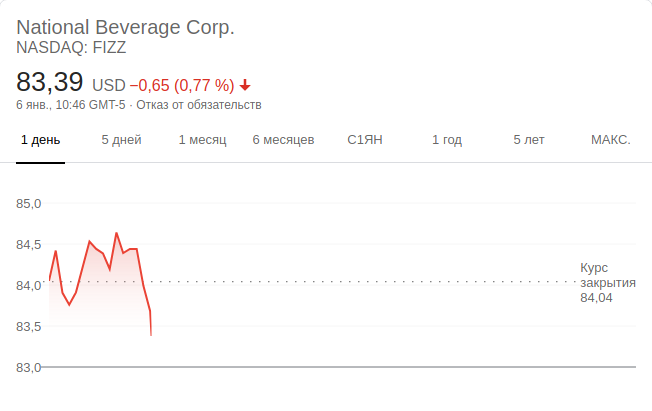 National Beverage Corp.
NASDAQ: FIZZ
83,39 USD −0,65 (0,77 %)
6 янв., 10:46 GMT-5 · Отказ от обязательств
1 день 5 дней 1 месяц 6 месяцев С1ЯН 1 год 5 лет МАКС.
85,0
84,5
84,0
83,5
83,0
Курс
закрытия
84,04